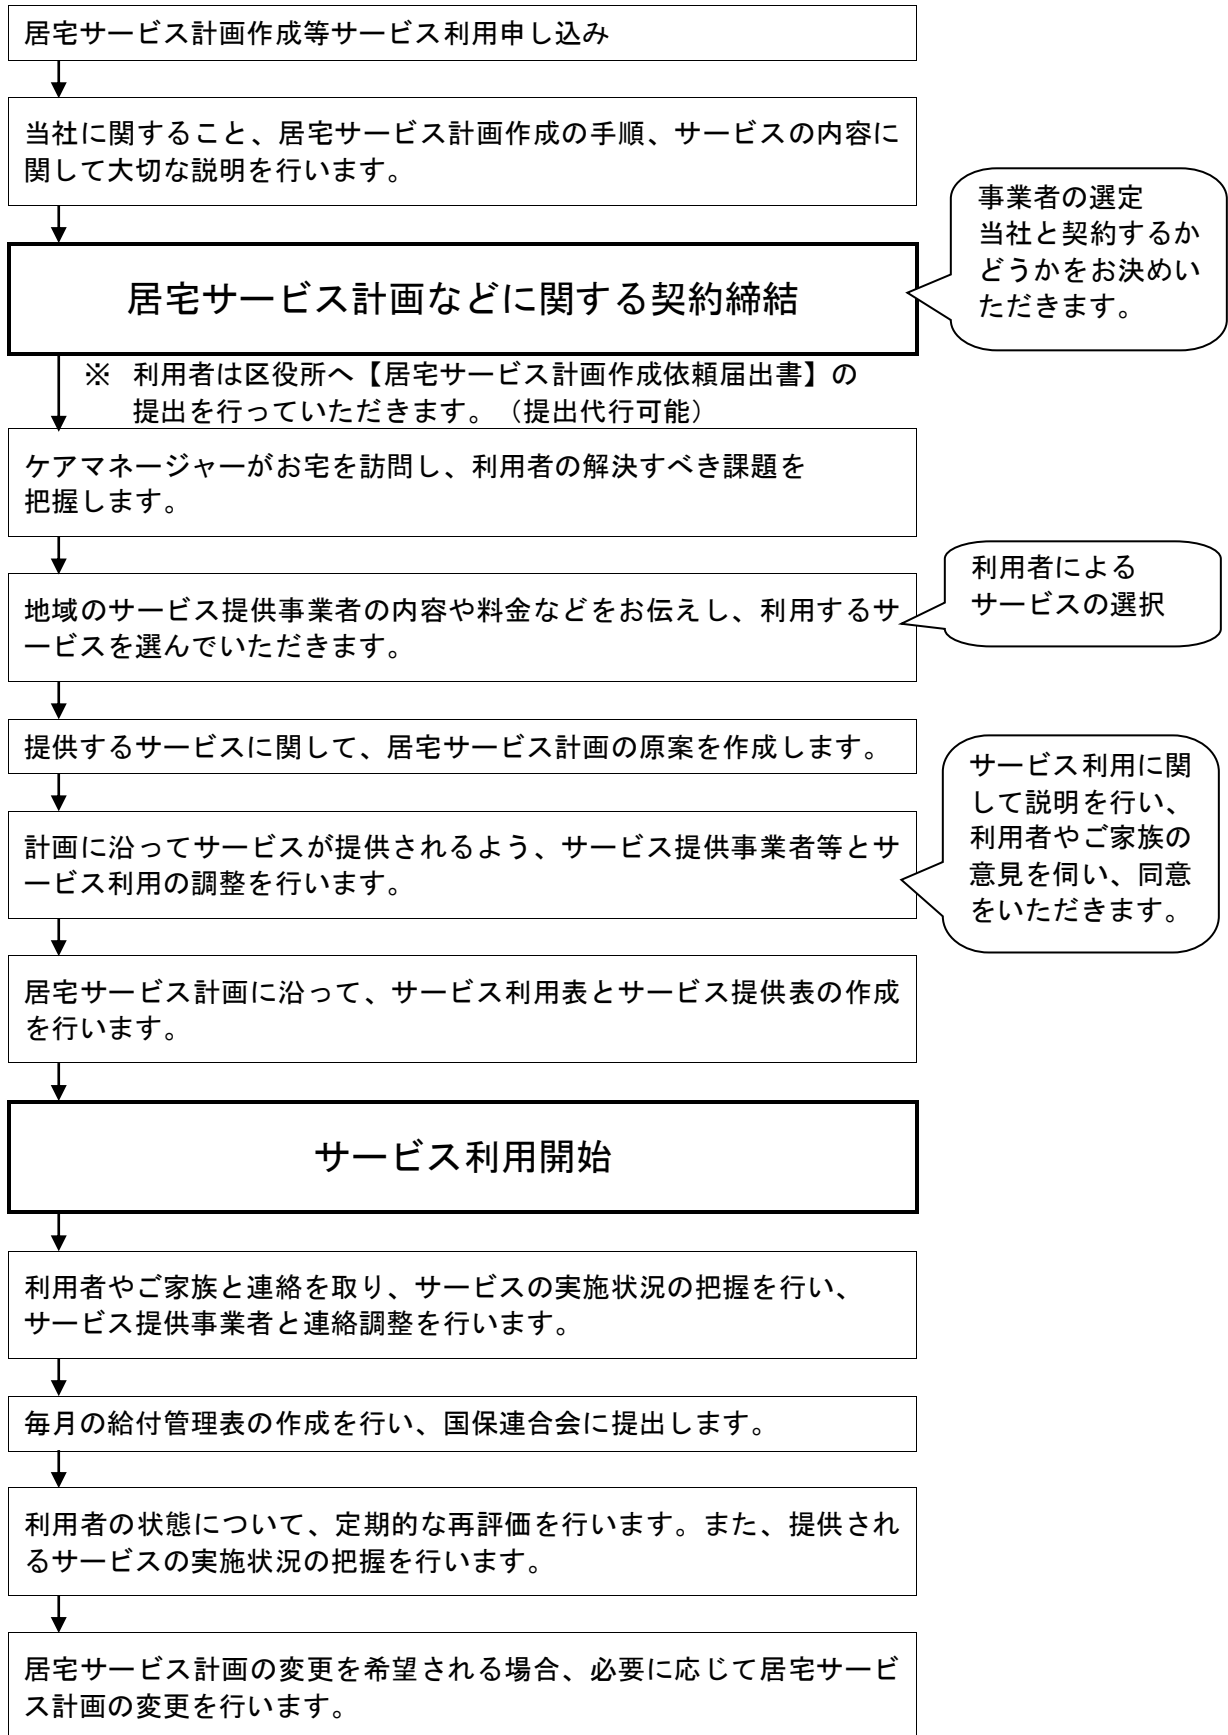 居宅サービス計画作成等サービス利用申し込み
当社に関すること、居宅サービス計画作成の手順、サービスの内容に
関して大切な説明を行います。
事業者の選定
当社と契約するか
どうかをお決めい
ただきます。
居宅サービス計画などに関する契約締結
※ 利用者は区役所へ【居宅サービス計画作成依頼届出書】の
提出を行っていただきます。（提出代行可能）
ケアマネージャーがお宅を訪問し、利用者の解決すべき課題を
把握します。
利用者による
サービスの選択
地域のサービス提供事業者の内容や料金などをお伝えし、利用するサ
ービスを選んでいただきます。
提供するサービスに関して、居宅サービス計画の原案を作成します。
サービス利用に関
して説明を行い、
利用者やご家族の
意見を伺い、同意
をいただきます。
計画に沿ってサービスが提供されるよう、サービス提供事業者等とサ
ービス利用の調整を行います。
居宅サービス計画に沿って、サービス利用表とサービス提供表の作成
を行います。
サービス利用開始
利用者やご家族と連絡を取り、サービスの実施状況の把握を行い、
サービス提供事業者と連絡調整を行います。
毎月の給付管理表の作成を行い、国保連合会に提出します。
利用者の状態について、定期的な再評価を行います。また、提供され
るサービスの実施状況の把握を行います。
居宅サービス計画の変更を希望される場合、必要に応じて居宅サービ
ス計画の変更を行います。